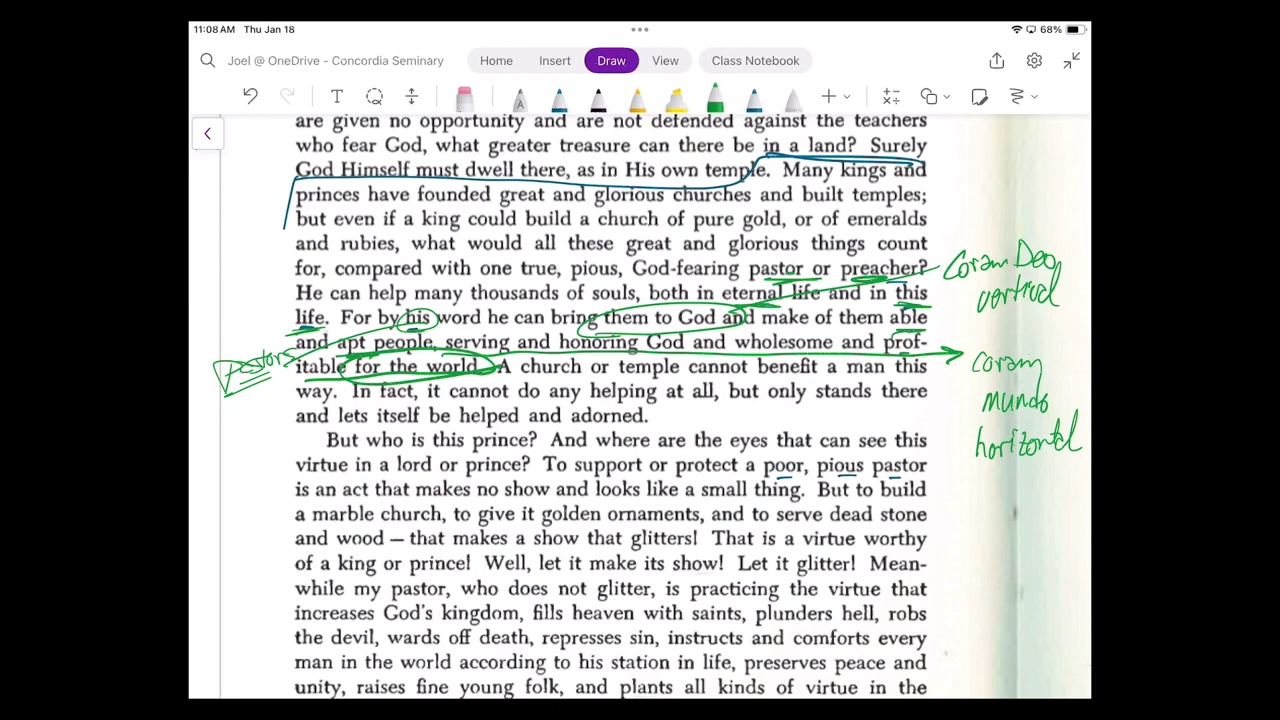 11:08 AM Thu Jan 18
68%
Joel @ OneDrive - Concordia Seminary
Home Insert Draw View Class Notebook
are given no opportunity and are not defended against the teachers
who fear God, what greater treasure can there be in a land? Surely
God Himself must dwell there, as in His own temple. Many kings and
princes have founded great and glorious churches and built temples;
but even if a king could build a church of pure gold, or of emeralds
and rubies, what would all these great and glorious things count
for, compared with one true, pious, God-fearing pastor or preacher?
He can help many thousands of souls, both in eternal life and in this
life. For by his word he can bring them to God and make of them able
and apt people, serving and honoring God and wholesome and prof-
itable for the world. A church or temple cannot benefit a man this
way. In fact, it cannot do any helping at all, but only stands there
and lets itself be helped and adorned.
But who is this prince? And where are the eyes that can see this
virtue in a lord or prince? To support or protect a poor, pious pastor
is an act that makes no show and looks like a small thing. But to build
a marble church, to give it golden ornaments, and to serve dead stone
and wood — that makes a show that glitters! That is a virtue worthy
of a king or prince! Well, let it make its show! Let it glitter! Mean-
while my pastor, who does not glitter, is practicing the virtue that
increases God's kingdom, fills heaven with saints, plunders hell, robs
the devil, wards off death, represses sin, instructs and comforts every
man in the world according to his station in life, preserves peace and
unity, raises fine young folk, and plants all kinds of virtue in the
Pastors
Coram Deo
vertical
coram
mundo
horizontal